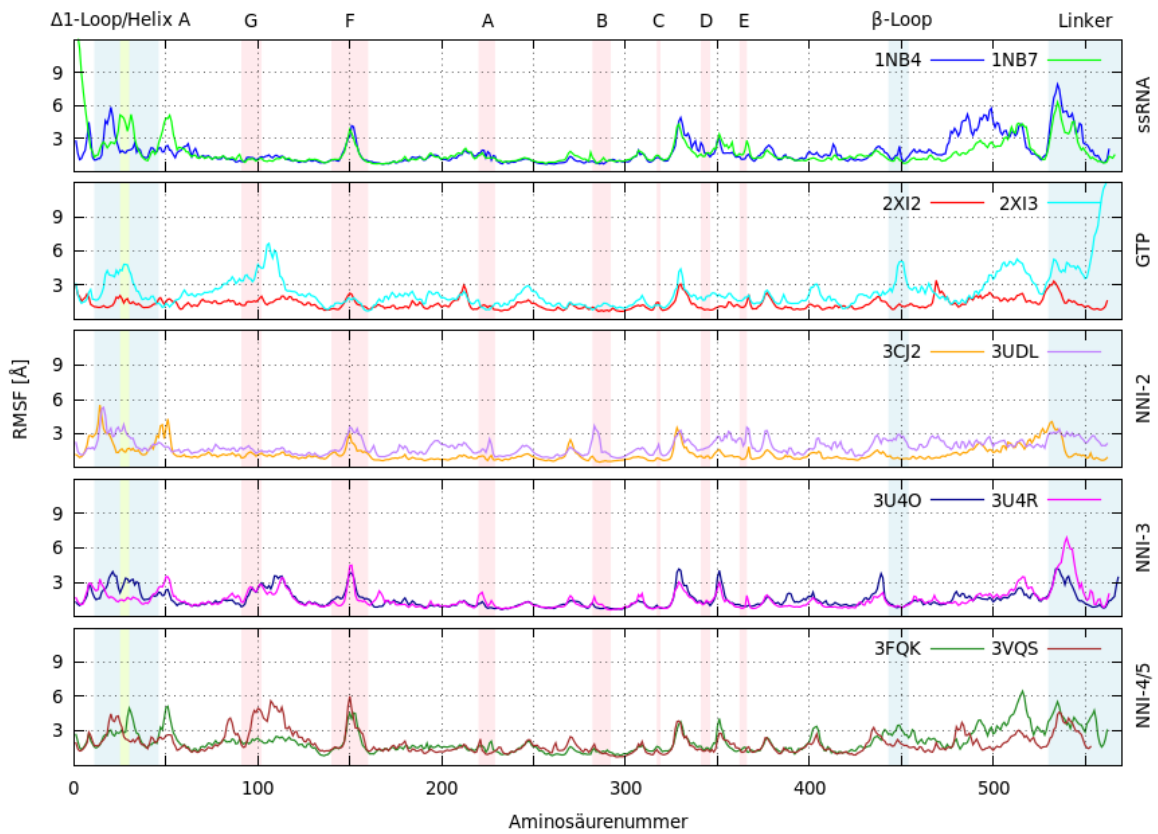 Δ1-Loop/Helix A G F A B C D E β-Loop Linker
1NB4 1NB7
9
6
3
ssRNA
2XI2 2XI3
9
6
3
GTP
3CJ2 3UDL
9
6
3
NNI-2
RMSF [Å]
3U4O 3U4R
9
6
3
NNI-3
3FQK 3VQS
9
6
3
NNI-4/5
0 100 200 300 400 500
Aminosäurenummer